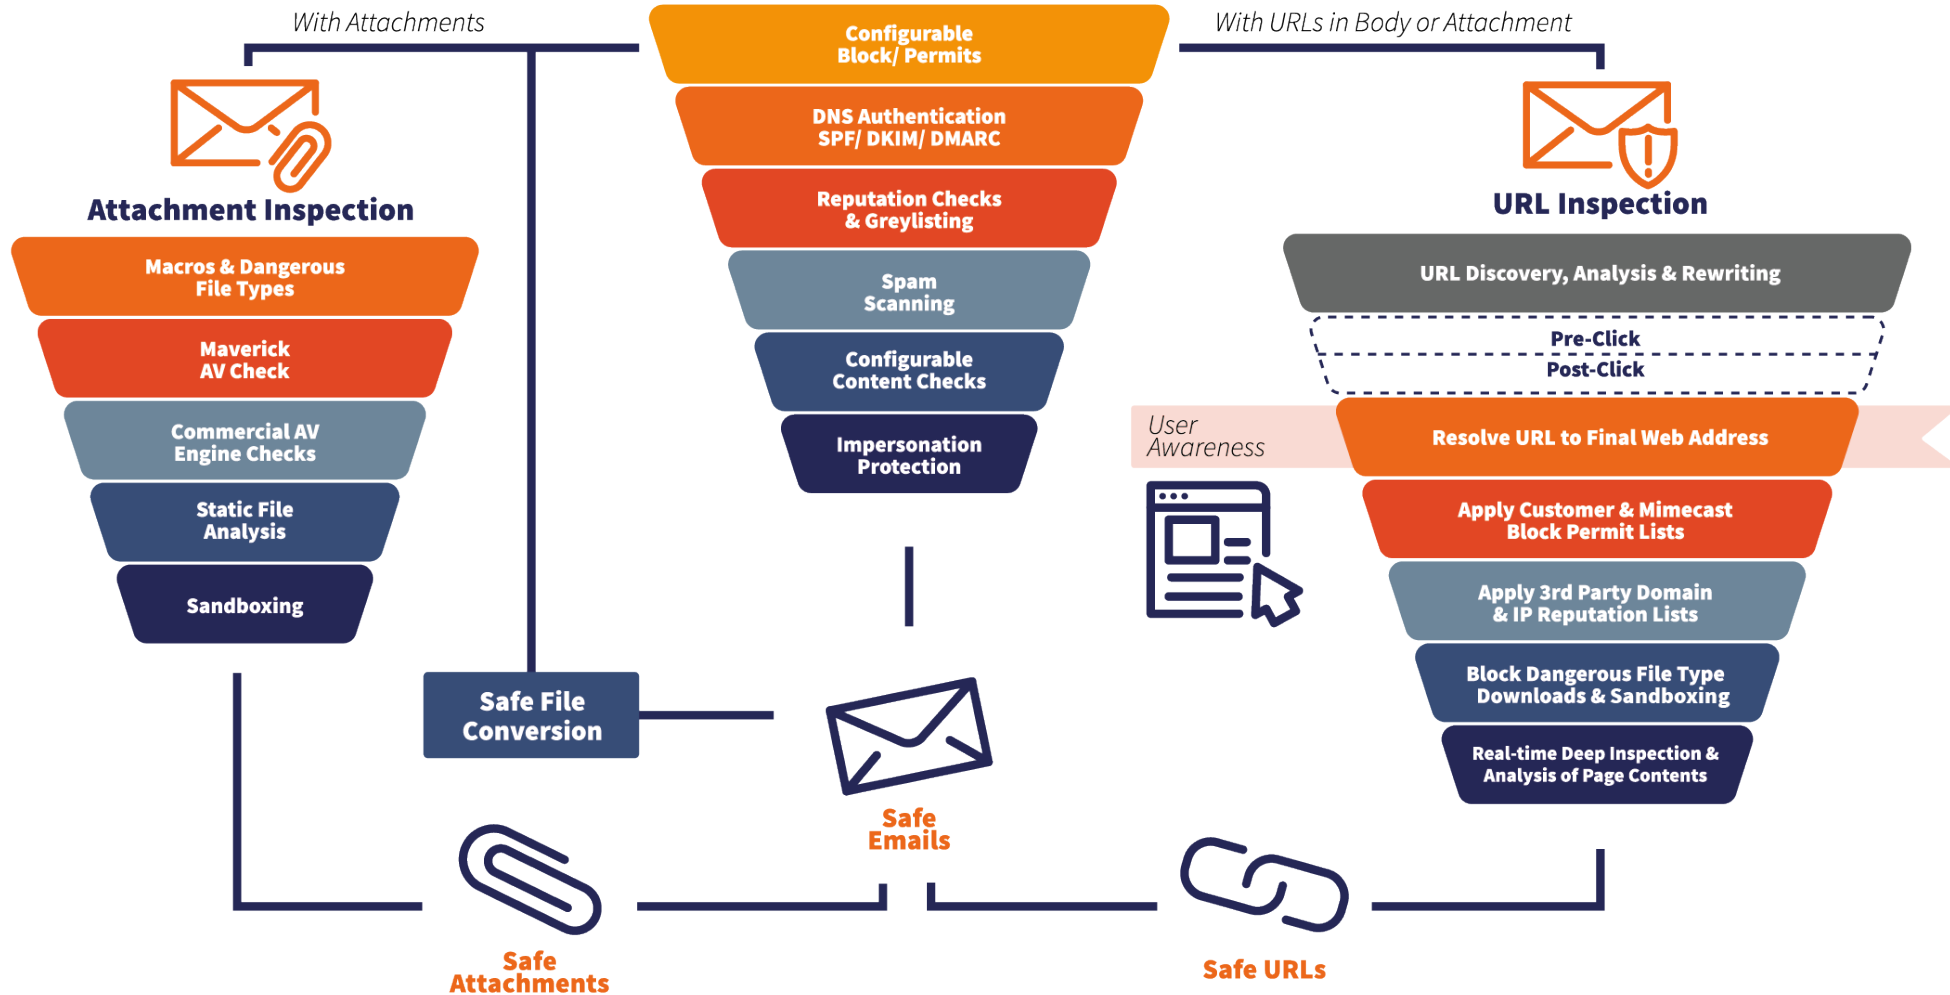 With Attachments
With URLs in Body or Attachment
Configurable
Block/ Permits
DNS Authentication
SPF/ DKIM/ DMARC
Reputation Checks
& Greylisting
Spam
Scanning
Configurable
Content Checks
Impersonation
Protection
Attachment Inspection
Macros & Dangerous
File Types
Maverick
AV Check
Commercial AV
Engine Checks
Static File
Analysis
Sandboxing
Safe File
Conversion
Safe
Emails
Safe
Attachments
URL Inspection
URL Discovery, Analysis & Rewriting
Pre-Click
Post-Click
User
Awareness
Resolve URL to Final Web Address
Apply Customer & Mimecast
Block Permit Lists
Apply 3rd Party Domain
& IP Reputation Lists
Block Dangerous File Type
Downloads & Sandboxing
Real-time Deep Inspection &
Analysis of Page Contents
Safe URLs